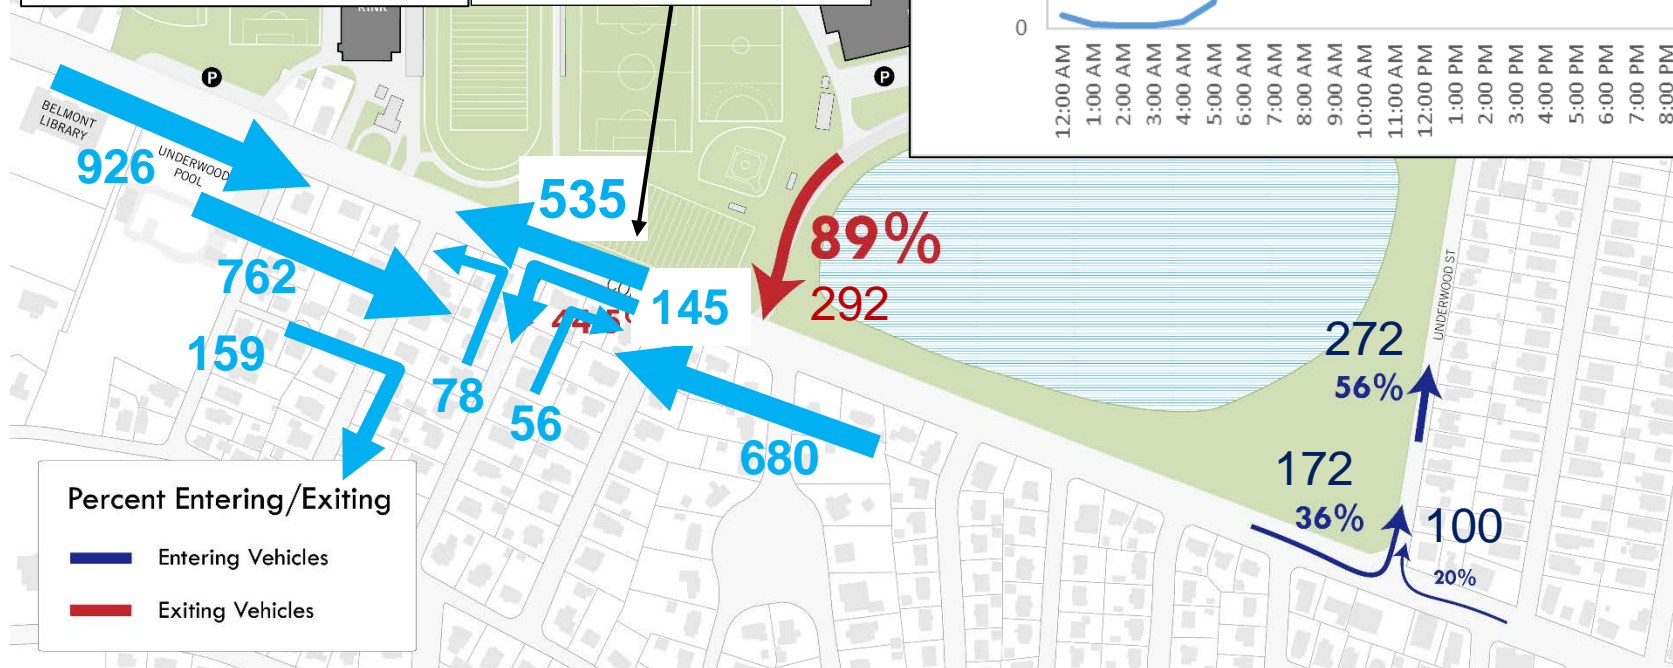 RINK
0
12:00 AM
1:00 AM
2:00 AM
3:00 AM
4:00 AM
5:00 AM
6:00 AM
7:00 AM
8:00 AM
9:00 AM
10:00 AM
11:00 AM
12:00 PM
1:00 PM
2:00 PM
3:00 PM
4:00 PM
5:00 PM
6:00 PM
7:00 PM
P
P
BELMONT
LIBRARY
926
UNDERWOOD
POOL
535
89%
292
762
CO
145
159
78
56
680
UNDERWOOD ST
272
56%
172
36%
100
20%
Percent Entering/Exiting
Entering Vehicles
Exiting Vehicles